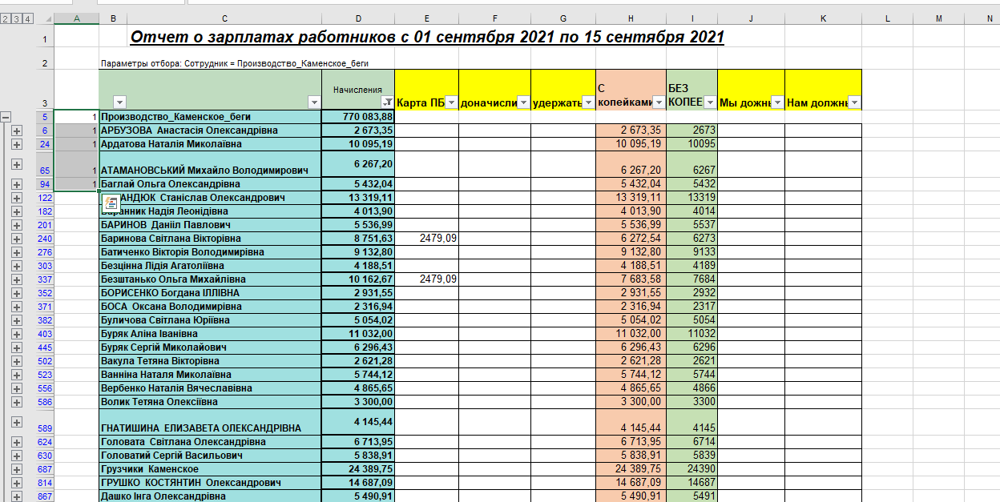 2 3 4 A B C D E F G H I J K L M N
1 Отчет о зарплатах работников с 01 сентября 2021 по 15 сентября 2021
2 Параметры отбора: Сотрудник = Производство_Каменское_беги
3 Начисления Карта ПБ доначисли удержать С копейками БЕЗ КОПЕЕ Мы должн Нам должн
5 1 Производство_Каменское_беги 770 083,88
6 1 АРБУЗОВА Анастасія Олександрівна 2 673,35 2 673,35 2673
24 1 Ардатова Наталія Миколаївна 10 095,19 10 095,19 10095
65 1 АТАМАНОВСЬКИЙ Михайло Володимирович 6 267,20 6 267,20 6267
94 1 Баглай Ольга Олександрівна 5 432,04 5 432,04 5432
122 АНДЮК Станіслав Олександрович 13 319,11 13 319,11 13319
182 Баранник Надія Леонідівна 4 013,90 4 013,90 4014
201 БАРИНОВ Данііл Павлович 5 536,99 5 536,99 5537
240 Баринова Світлана Вікторівна 8 751,63 2479,09 6 272,54 6273
276 Батиченко Вікторія Володимирівна 9 132,80 9 132,80 9133
303 Безцінна Лідія Агатоліївна 4 188,51 4 188,51 4189
337 Безштанько Ольга Михайлівна 10 162,67 2479,09 7 683,58 7684
352 БОРИСЕНКО Богдана ІЛЛІВНА 2 931,55 2 931,55 2932
371 БОСА Оксана Володимирівна 2 316,94 2 316,94 2317
382 Буличова Світлана Юріївна 5 054,02 5 054,02 5054
403 Буряк Аліна Іванівна 11 032,00 11 032,00 11032
445 Буряк Сергій Миколайович 6 296,43 6 296,43 6296
502 Вакула Тетяна Вікторівна 2 621,28 2 621,28 2621
523 Ванніна Наталя Миколаївна 5 744,12 5 744,12 5744
556 Вербенко Наталія Вячеславівна 4 865,65 4 865,65 4866
586 Волик Тетяна Олексіївна 3 300,00 3 300,00 3300
589 ГНАТИШИНА ЕЛИЗАВЕТА ОЛЕКСАНДРІВНА 4 145,44 4 145,44 4145
624 Головата Світлана Олександрівна 6 713,95 6 713,95 6714
630 Головатий Сергій Васильович 5 838,91 5 838,91 5839
687 Грузчики Каменское 24 389,75 24 389,75 24390
814 ГРУШКО КОСТЯНТИН Олександрович 14 687,09 14 687,09 14687
867 Дашко Інга Олександрівна 5 490,91 5 490,91 5491